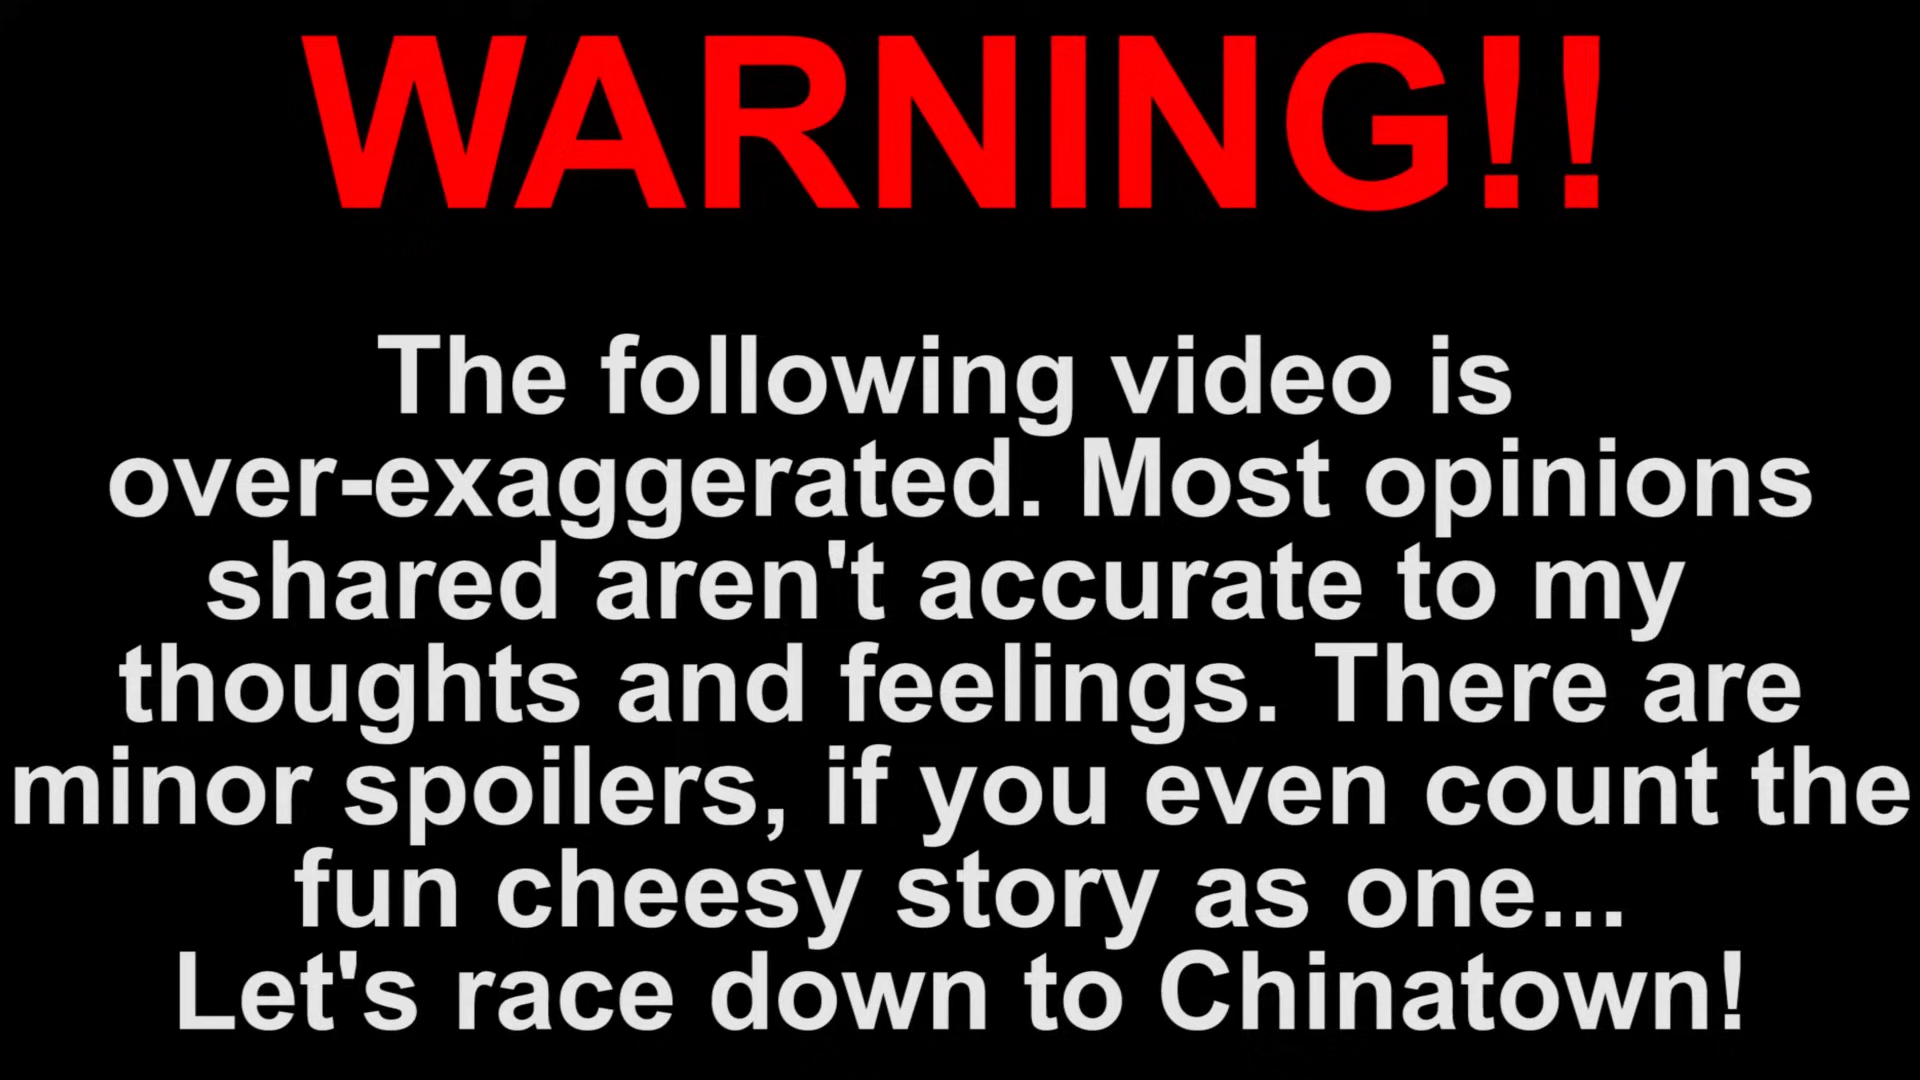 WARNING!!
The following video is
over-exaggerated. Most opinions
shared aren't accurate to my
thoughts and feelings. There are
minor spoilers, if you even count the
fun cheesy story as one...
Let's race down to Chinatown!